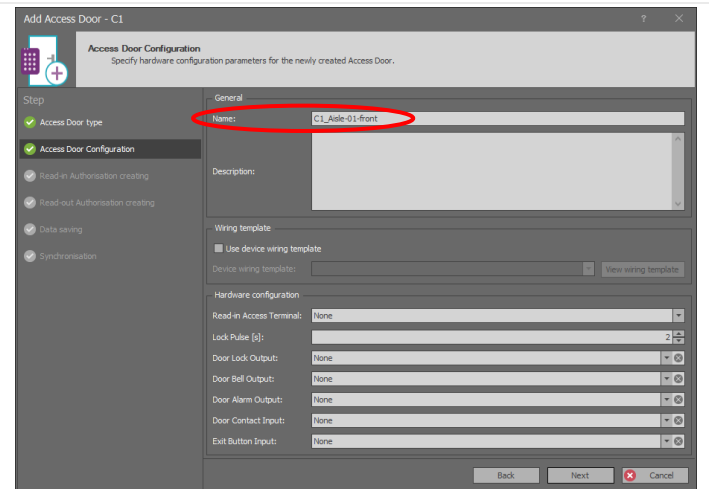 Add Access Door - C1
?
Access Door Configuration
Specify hardware configuration parameters for the newly created Access Door.
Step
Access Door type
Access Door Configuration
Read-in Authorisation creating
Read-out Authorisation creating
Data saving
Synchronisation
General
Name: C1_Aisle-01-front
Description:
Wiring template
Use device wiring template
Device wiring template: View wiring template
Hardware configuration
Read-in Access Terminal: None
Lock Pulse [s]: 2
Door Lock Output: None
Door Bell Output: None
Door Alarm Output: None
Door Contact Input: None
Exit Button Input: None
Back Next Cancel